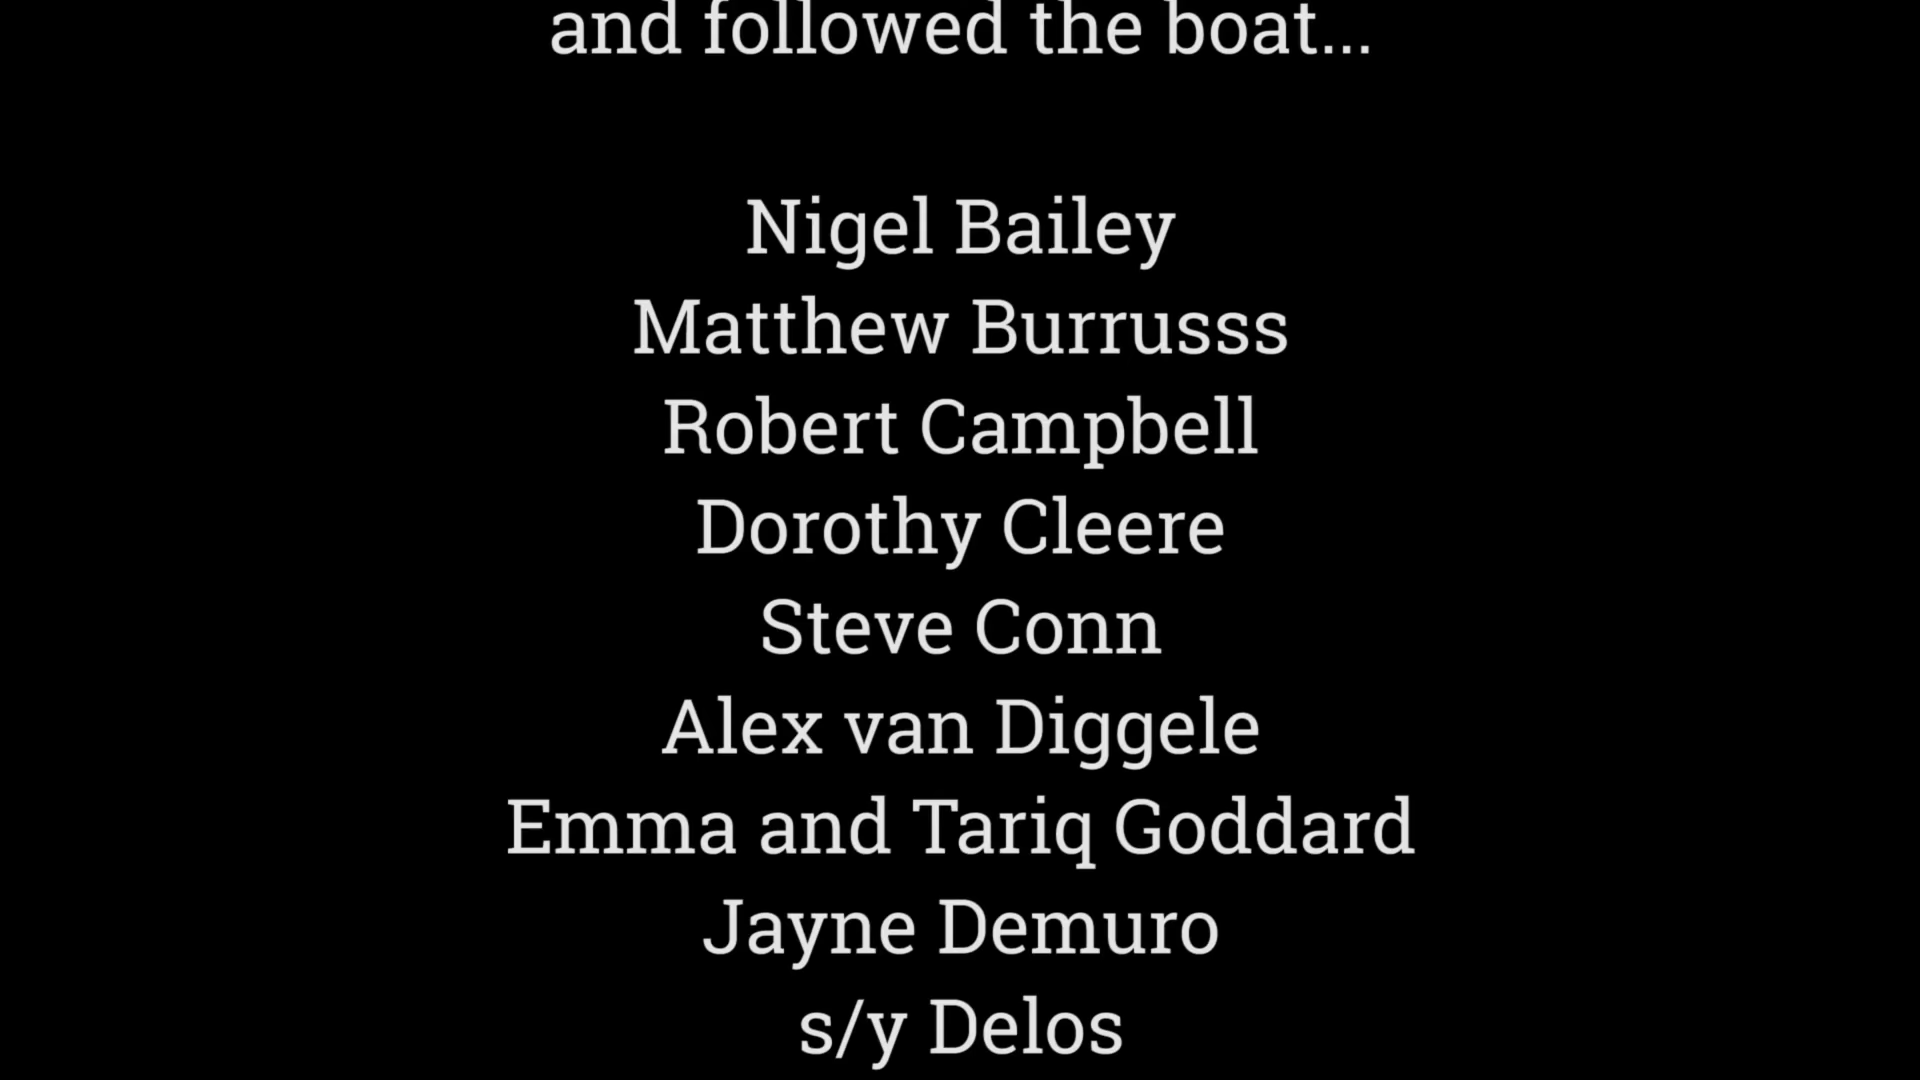 and followed the boat...
Nigel Bailey
Matthew Burrusss
Robert Campbell
Dorothy Cleere
Steve Conn
Alex van Diggele
Emma and Tariq Goddard
Jayne Demuro
s/y Delos